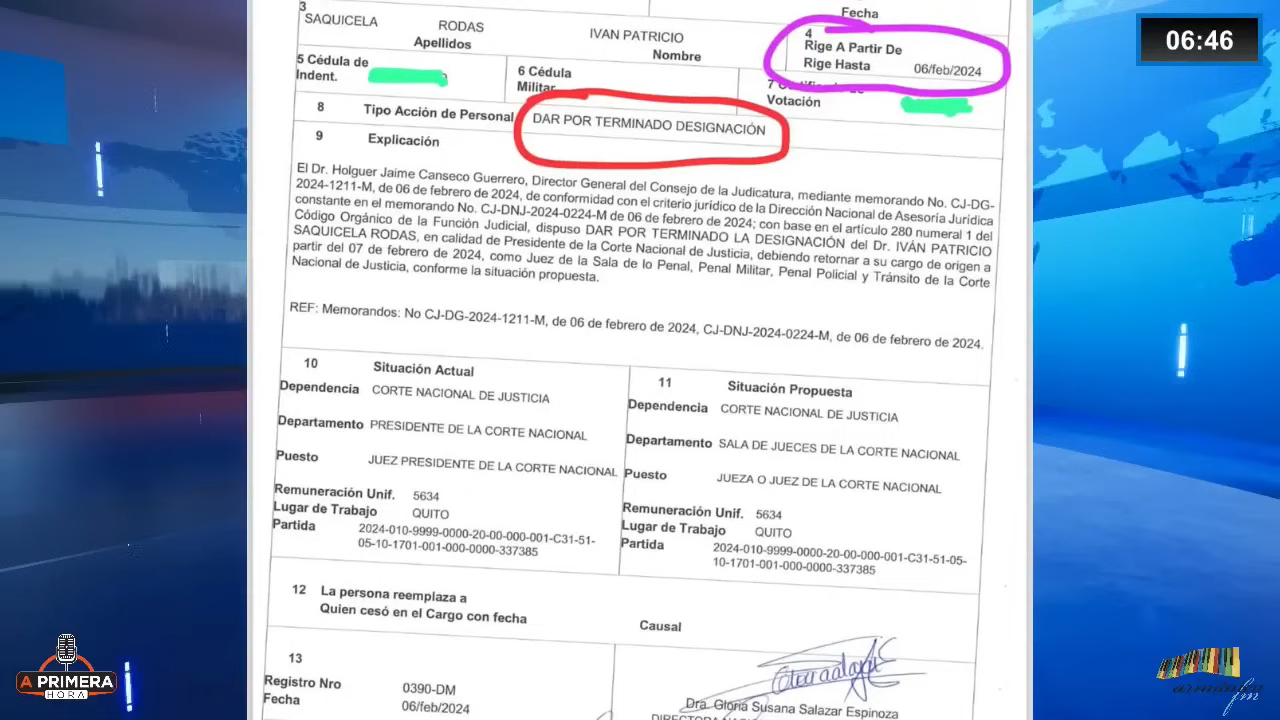 06:46
Fecha
3
SAQUICELA RODAS IVAN PATRICIO
Apellidos Nombre
4
Rige A Partir De
Rige Hasta 06/feb/2024
5 Cédula de
Indent.
6 Cédula
Militar
7
Votación
8 Tipo Acción de Personal DAR POR TERMINADO DESIGNACIÓN
9 Explicación
El Dr. Holguer Jaime Canseco Guerrero, Director General del Consejo de la Judicatura, mediante memorando No. CJ-DG-
2024-1211-M, de 06 de febrero de 2024, de conformidad con el criterio jurídico de la Dirección Nacional de Asesoría Jurídica
constante en el memorando No. CJ-DNJ-2024-0224-M de 06 de febrero de 2024; con base en el artículo 280 numeral 1 del
Código Orgánico de la Función Judicial, dispuso DAR POR TERMINADO LA DESIGNACIÓN del Dr. IVÁN PATRICIO
SAQUICELA RODAS, en calidad de Presidente de la Corte Nacional de Justicia, debiendo retornar a su cargo de origen a
partir del 07 de febrero de 2024, como Juez de la Sala de lo Penal, Penal Militar, Penal Policial y Tránsito de la Corte
Nacional de Justicia, conforme la situación propuesta.
REF: Memorandos: No CJ-DG-2024-1211-M, de 06 de febrero de 2024, CJ-DNJ-2024-0224-M, de 06 de febrero de 2024.
10 Situación Actual
Dependencia CORTE NACIONAL DE JUSTICIA
Departamento PRESIDENTE DE LA CORTE NACIONAL
Puesto JUEZ PRESIDENTE DE LA CORTE NACIONAL
Remuneración Unif. 5634
Lugar de Trabajo QUITO
Partida 2024-010-9999-0000-20-00-000-001-C31-51-
05-10-1701-001-000-0000-337385
11 Situación Propuesta
Dependencia CORTE NACIONAL DE JUSTICIA
Departamento SALA DE JUECES DE LA CORTE NACIONAL
Puesto JUEZA O JUEZ DE LA CORTE NACIONAL
Remuneración Unif. 5634
Lugar de Trabajo QUITO
Partida 2024-010-9999-0000-20-00-000-001-C31-51-05-
10-1701-001-000-0000-337385
12 La persona reemplaza a
Quien cesó en el Cargo con fecha
Causal
13
Registro Nro 0390-DM
Fecha 06/feb/2024
Dra. Gloria Susana Salazar Espinoza
A PRIMERA
HORA
fm